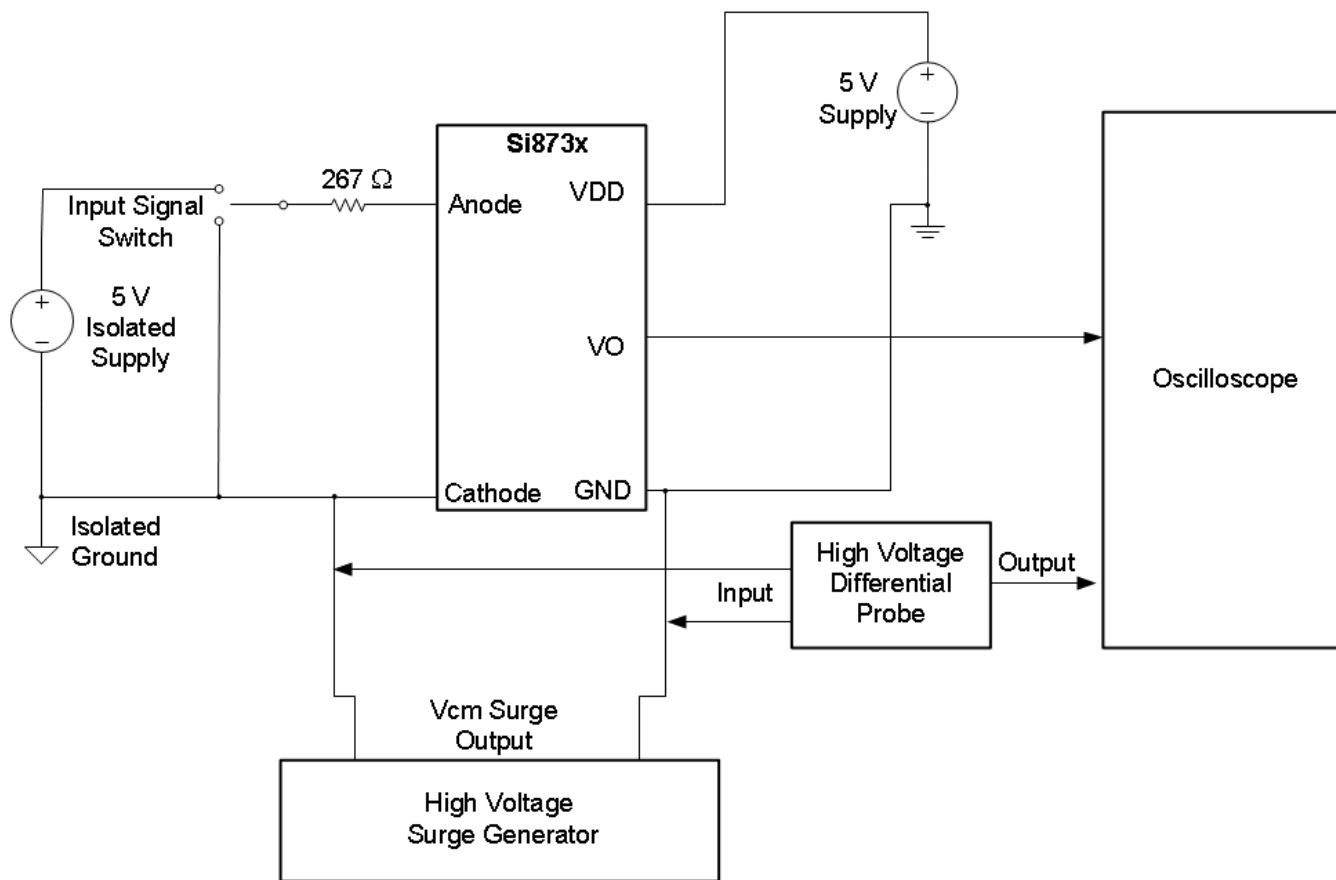 5 V
Supply
+
−
Si873x
267 Ω
VDD
Input Signal
Switch
Anode
+
−
5 V
Isolated
Supply
VO
Oscilloscope
Cathode
GND
Isolated
Ground
High Voltage
Differential
Probe
Output
Input
Vcm Surge
Output
High Voltage
Surge Generator